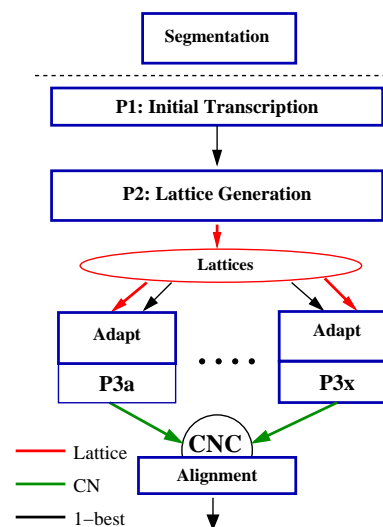 Segmentation
P1: Initial Transcription
P2: Lattice Generation
Lattices
Adapt
Adapt
P3a
P3x
CNC
Alignment
Lattice
CN
1−best